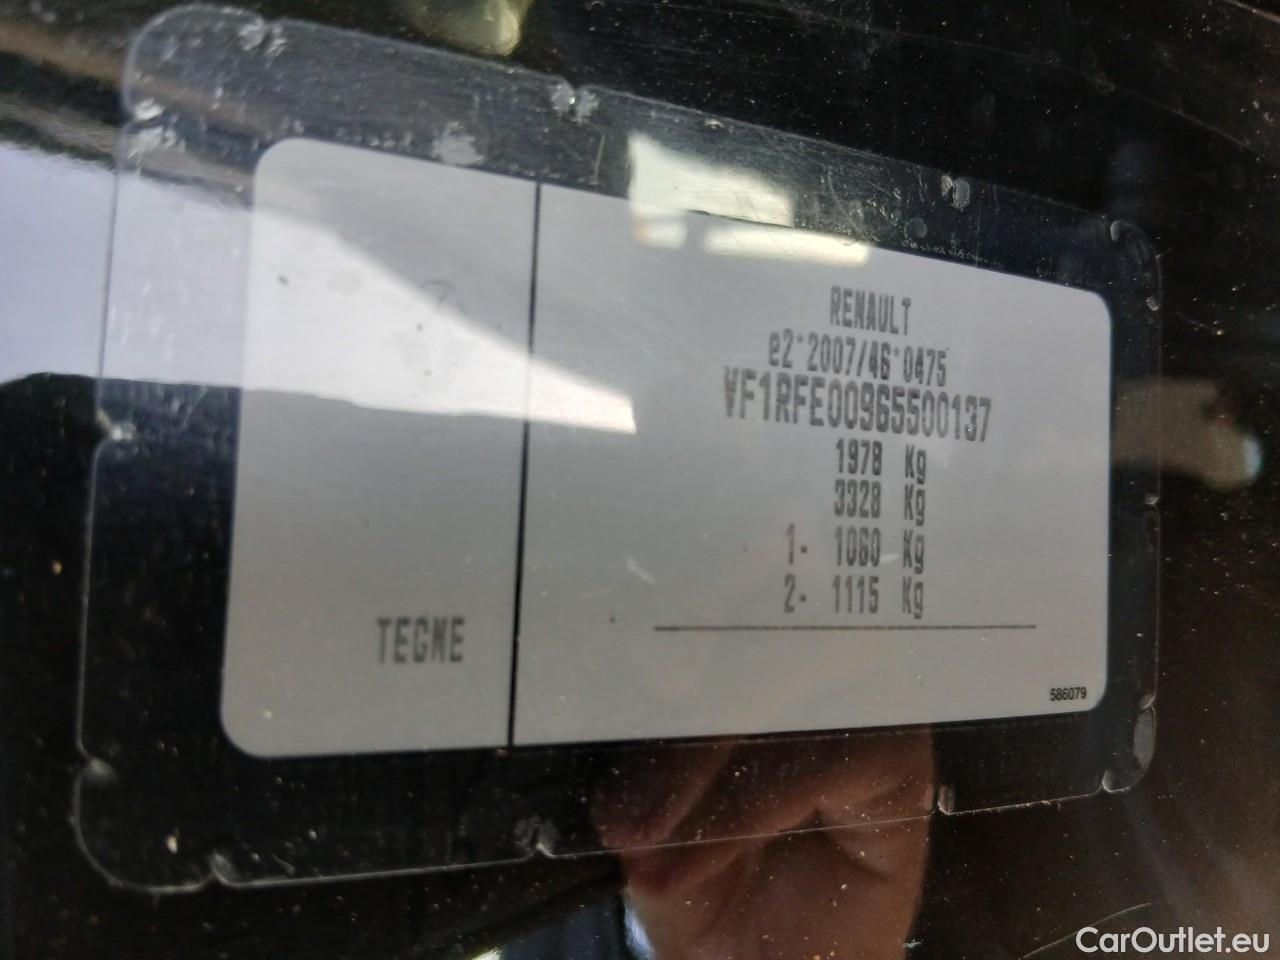 RENAULT
e2*2007/46*0475
VF1RFE00965500137
1978 Kg
3328 Kg
1- 1060 Kg
2- 1115 Kg
TEGME
586079
CarOutlet.eu